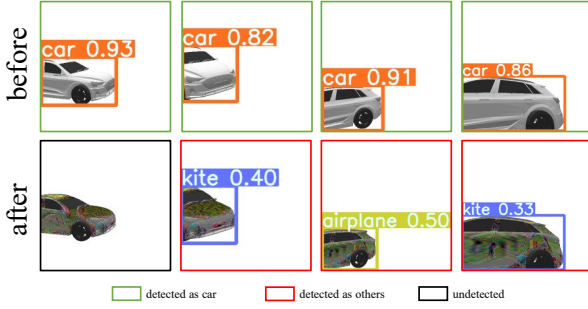 before
car 0.93
car 0.82
car 0.91
car 0.86
after
kite 0.40
airplane 0.50
kite 0.33
detected as car
detected as others
undetected